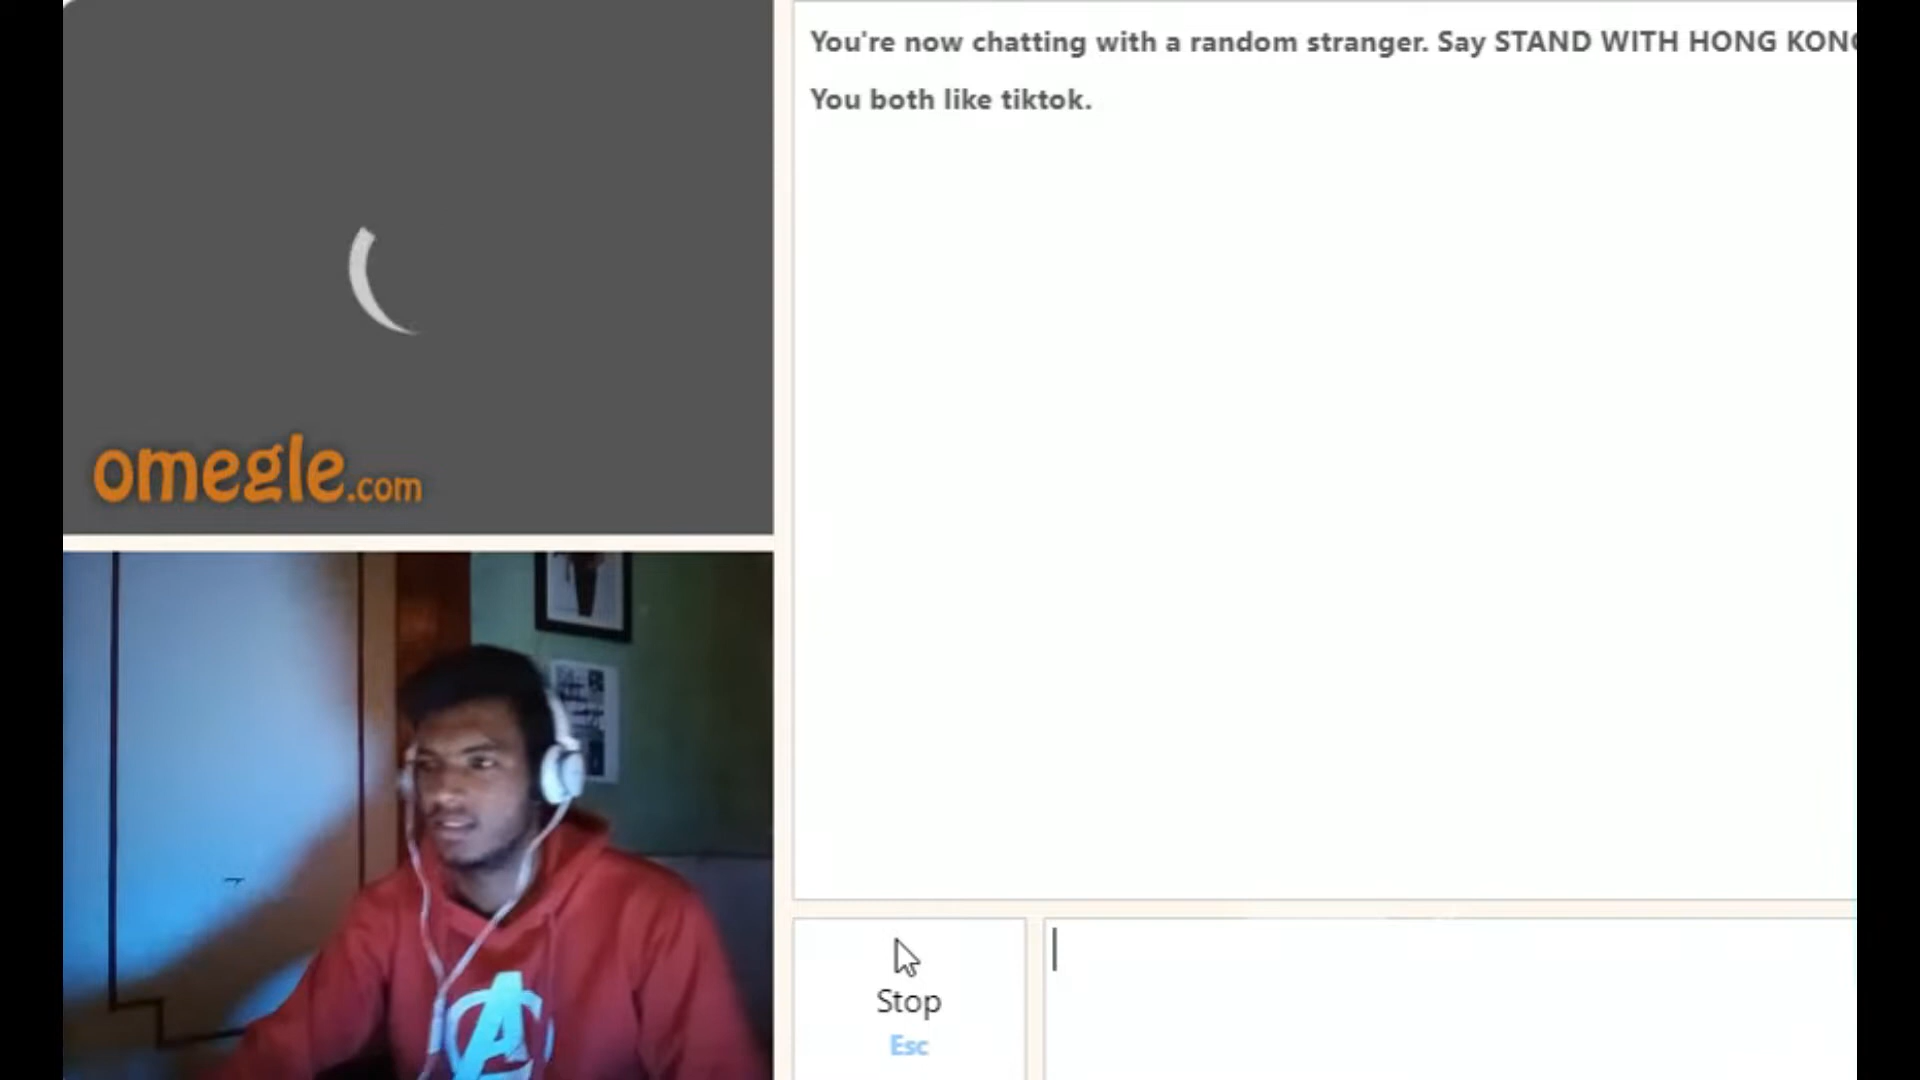 You're now chatting with a random stranger. Say STAND WITH HONG KONG
You both like tiktok.
omegle.com
Stop
Esc